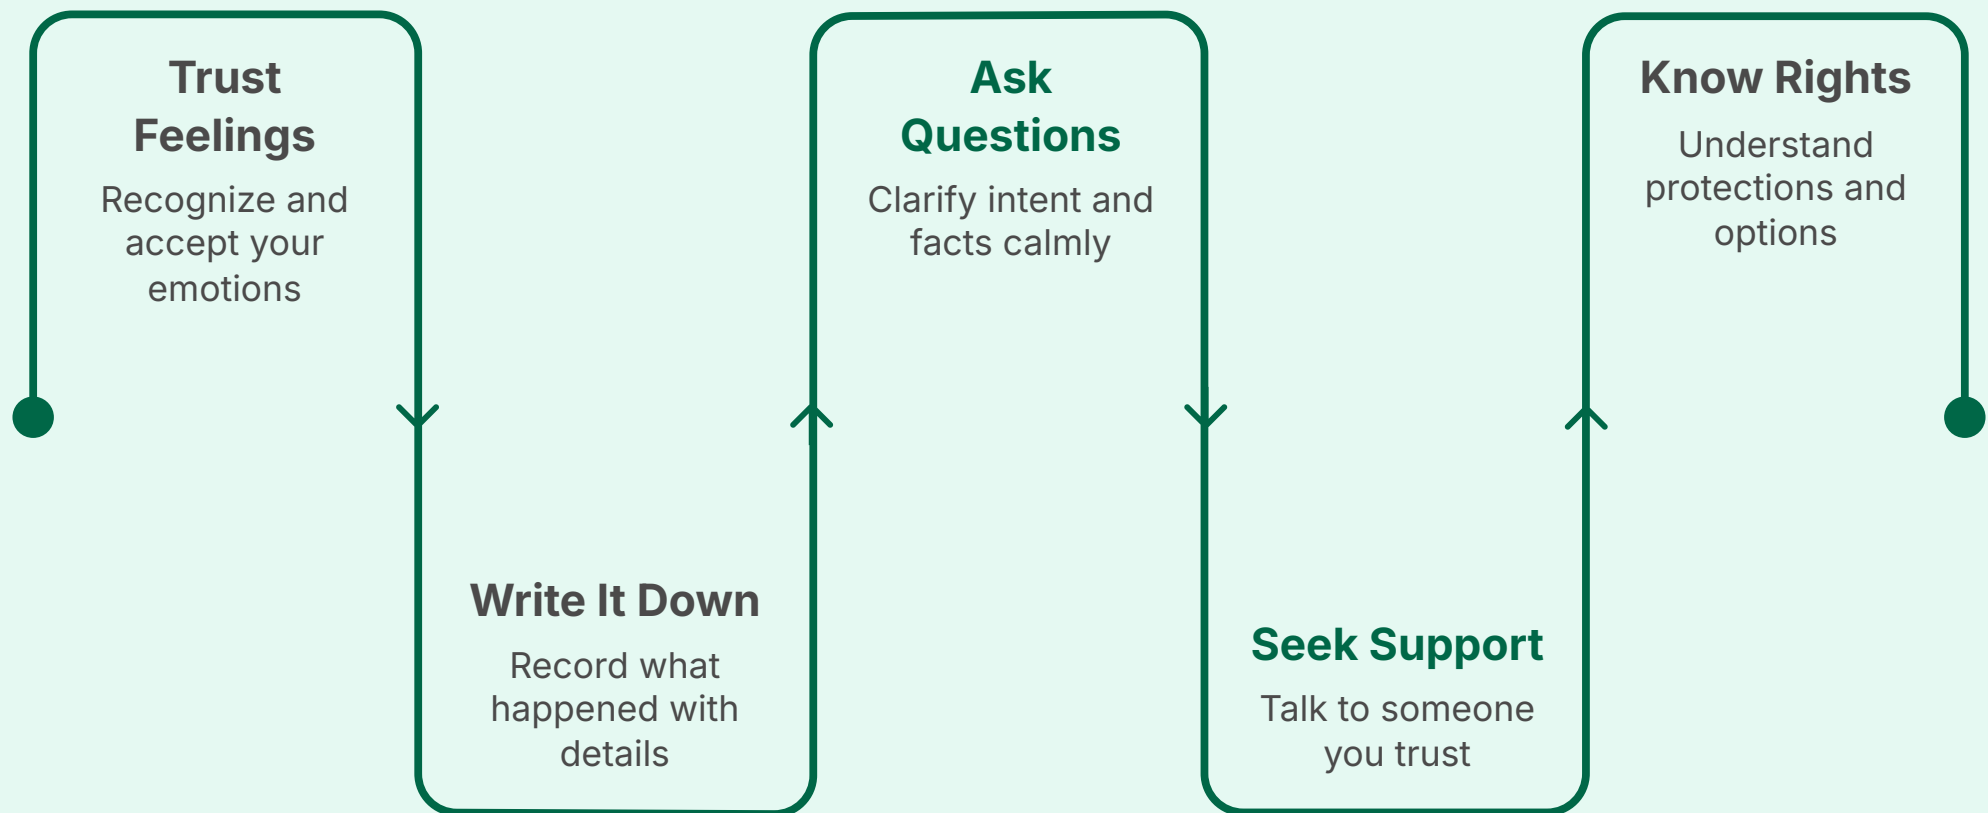 Trust
Feelings
Recognize and
accept your
emotions
Write It Down
Record what
happened with
details
Ask
Questions
Clarify intent and
facts calmly
Seek Support
Talk to someone
you trust
Know Rights
Understand
protections and
options